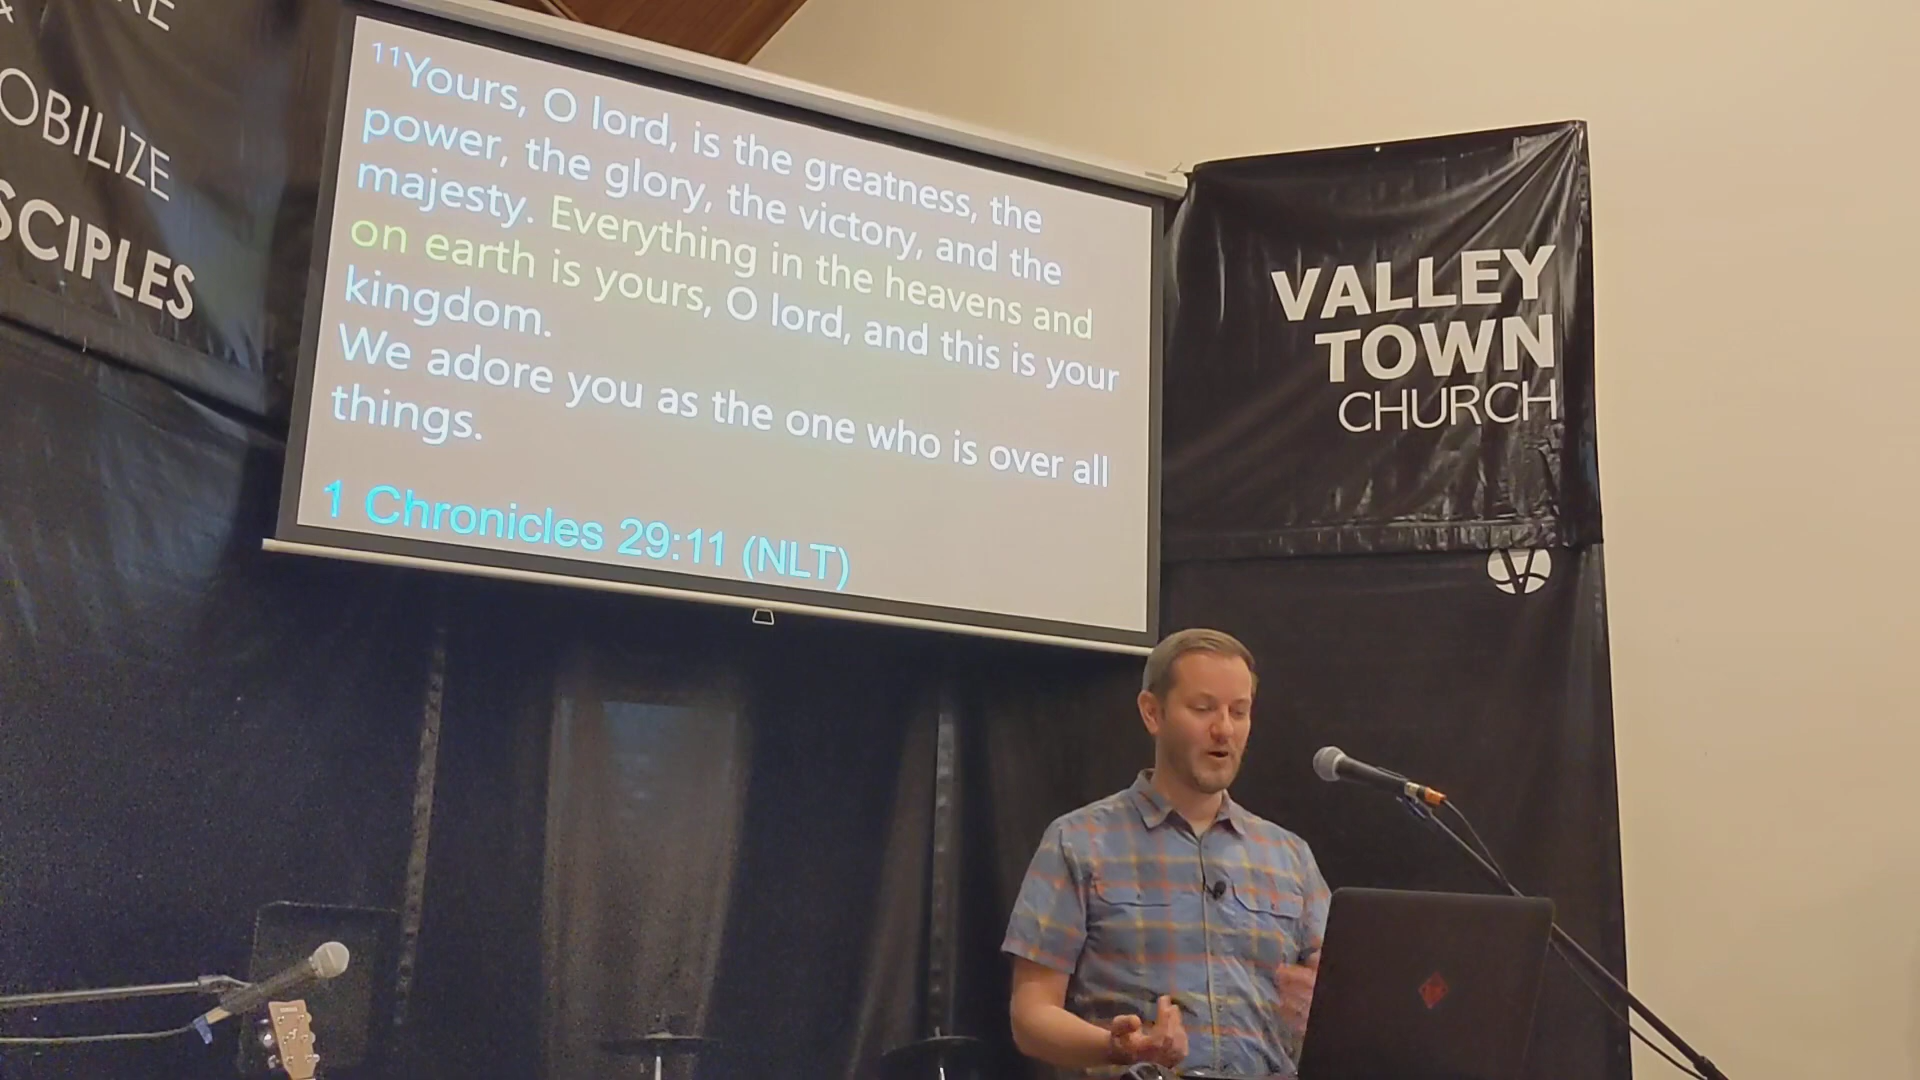 OBILIZE
SCIPLES
11Yours, O lord, is the greatness, the
power, the glory, the victory, and the
majesty. Everything in the heavens and
on earth is yours, O lord, and this is your
kingdom.
We adore you as the one who is over all
things.
1 Chronicles 29:11 (NLT)
VALLEY
TOWN
CHURCH